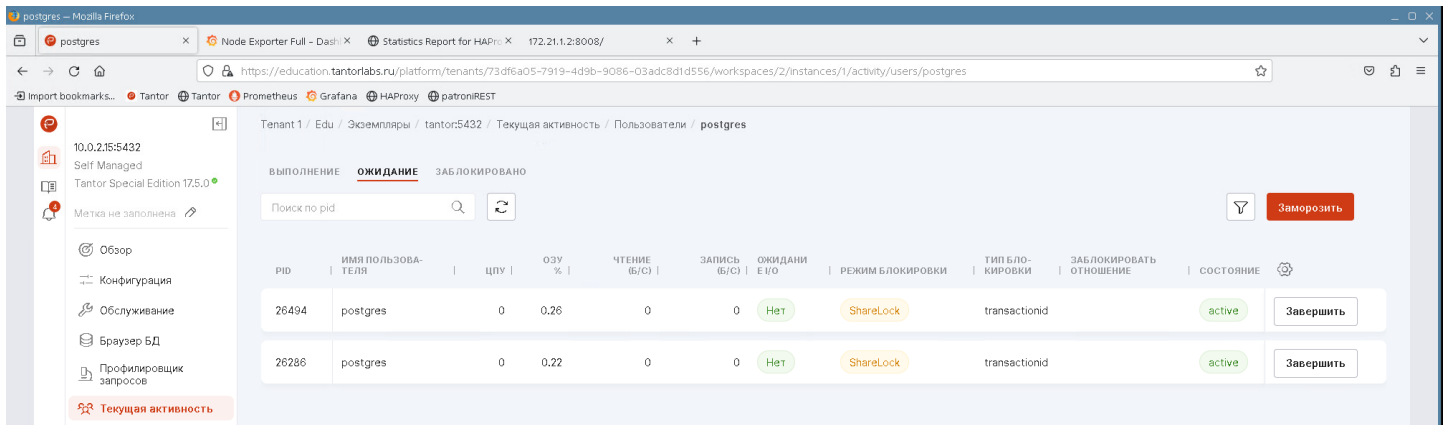 postgres — Mozilla Firefox
postgres
Node Exporter Full – Dash
Statistics Report for HAPro
172.21.1.2:8008/
https://education.tantorlabs.ru/platform/tenants/73df6a05-7919-4d9b-9086-03adc8d1d556/workspaces/2/instances/1/activity/users/postgres
Import bookmarks...
Tantor
Tantor
Prometheus
Grafana
HAProxy
patroniREST
Tenant 1 / Edu / Экземпляры / tantor:5432 / Текущая активность / Пользователи / postgres
10.0.2.15:5432
Self Managed
Tantor Special Edition 17.5.0
4
Метка не заполнена
Обзор
Конфигурация
Обслуживание
Браузер БД
Профилировщик
запросов
Текущая активность
ВЫПОЛНЕНИЕ ОЖИДАНИЕ ЗАБЛОКИРОВАНО
Поиск по pid
Заморозить
PID
ИМЯ ПОЛЬЗОВА-
ТЕЛЯ
ЦПУ
ОЗУ
%
ЧТЕНИЕ
(Б/С)
ЗАПИСЬ
(Б/С)
ОЖИДАНИ
Е I/O
РЕЖИМ БЛОКИРОВКИ
ТИП БЛО-
КИРОВКИ
ЗАБЛОКИРОВАТЬ
ОТНОШЕНИЕ
СОСТОЯНИЕ
26494 postgres 0 0.26 0 0 Нет ShareLock transactionid active Завершить
26286 postgres 0 0.22 0 0 Нет ShareLock transactionid active Завершить